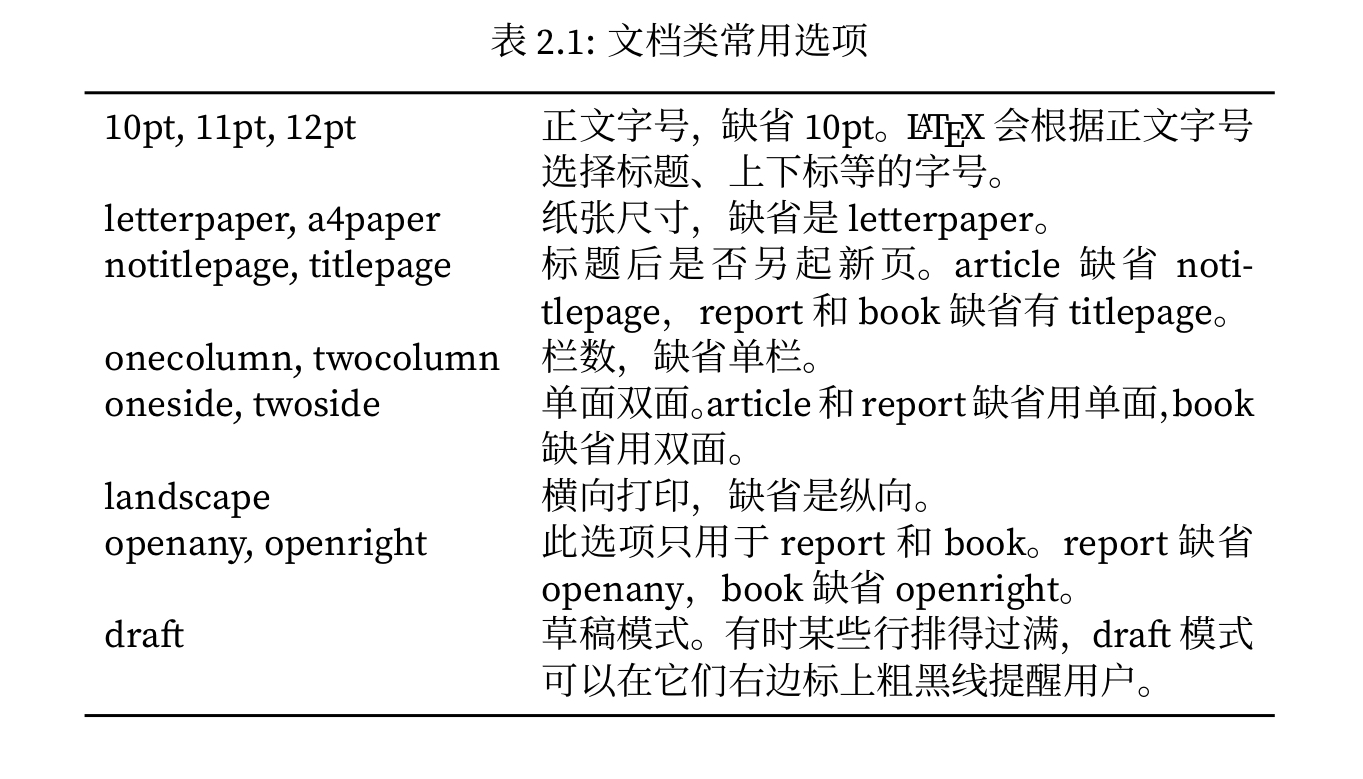 表 2.1: 文档类常用选项
10pt, 11pt, 12pt 正文字号，缺省 10pt。LATEX 会根据正文字号
选择标题、上下标等的字号。
letterpaper, a4paper 纸张尺寸，缺省是 letterpaper。
notitlepage, titlepage 标题后是否另起新页。article 缺省 noti-
tlepage，report 和 book 缺省有 titlepage。
onecolumn, twocolumn 栏数，缺省单栏。
oneside, twoside 单面双面。article 和 report 缺省用单面，book
缺省用双面。
landscape 横向打印，缺省是纵向。
openany, openright 此选项只用于 report 和 book。report 缺省
openany，book 缺省 openright。
draft 草稿模式。有时某些行排得过满，draft 模式
可以在它们右边标上粗黑线提醒用户。